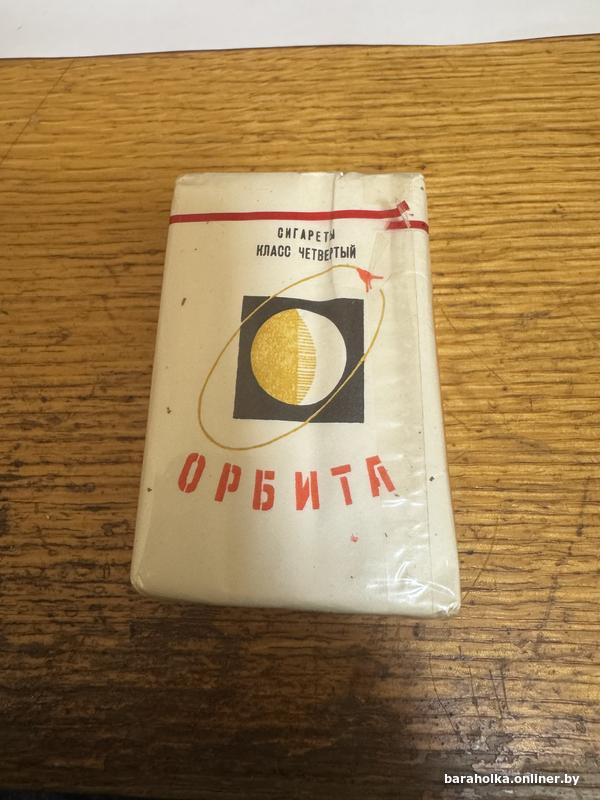 СИГАРЕТЫ
КЛАСС ЧЕТВЕРТЫЙ
ОРБИТА
baraholka.onliner.by